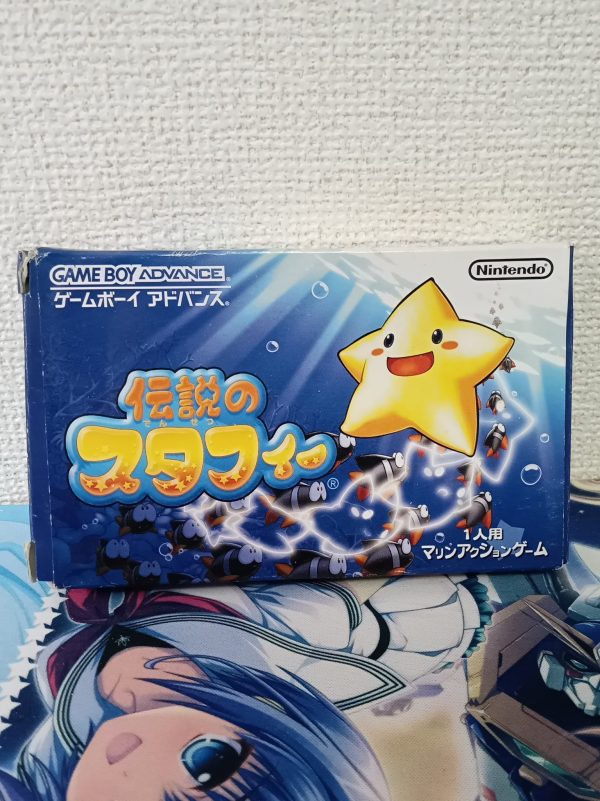 GAME BOY ADVANCE
ゲームボーイ アドバンス®
Nintendo®
伝説の
でんせつ
スタフィー®
1人用
マリンアクションゲーム